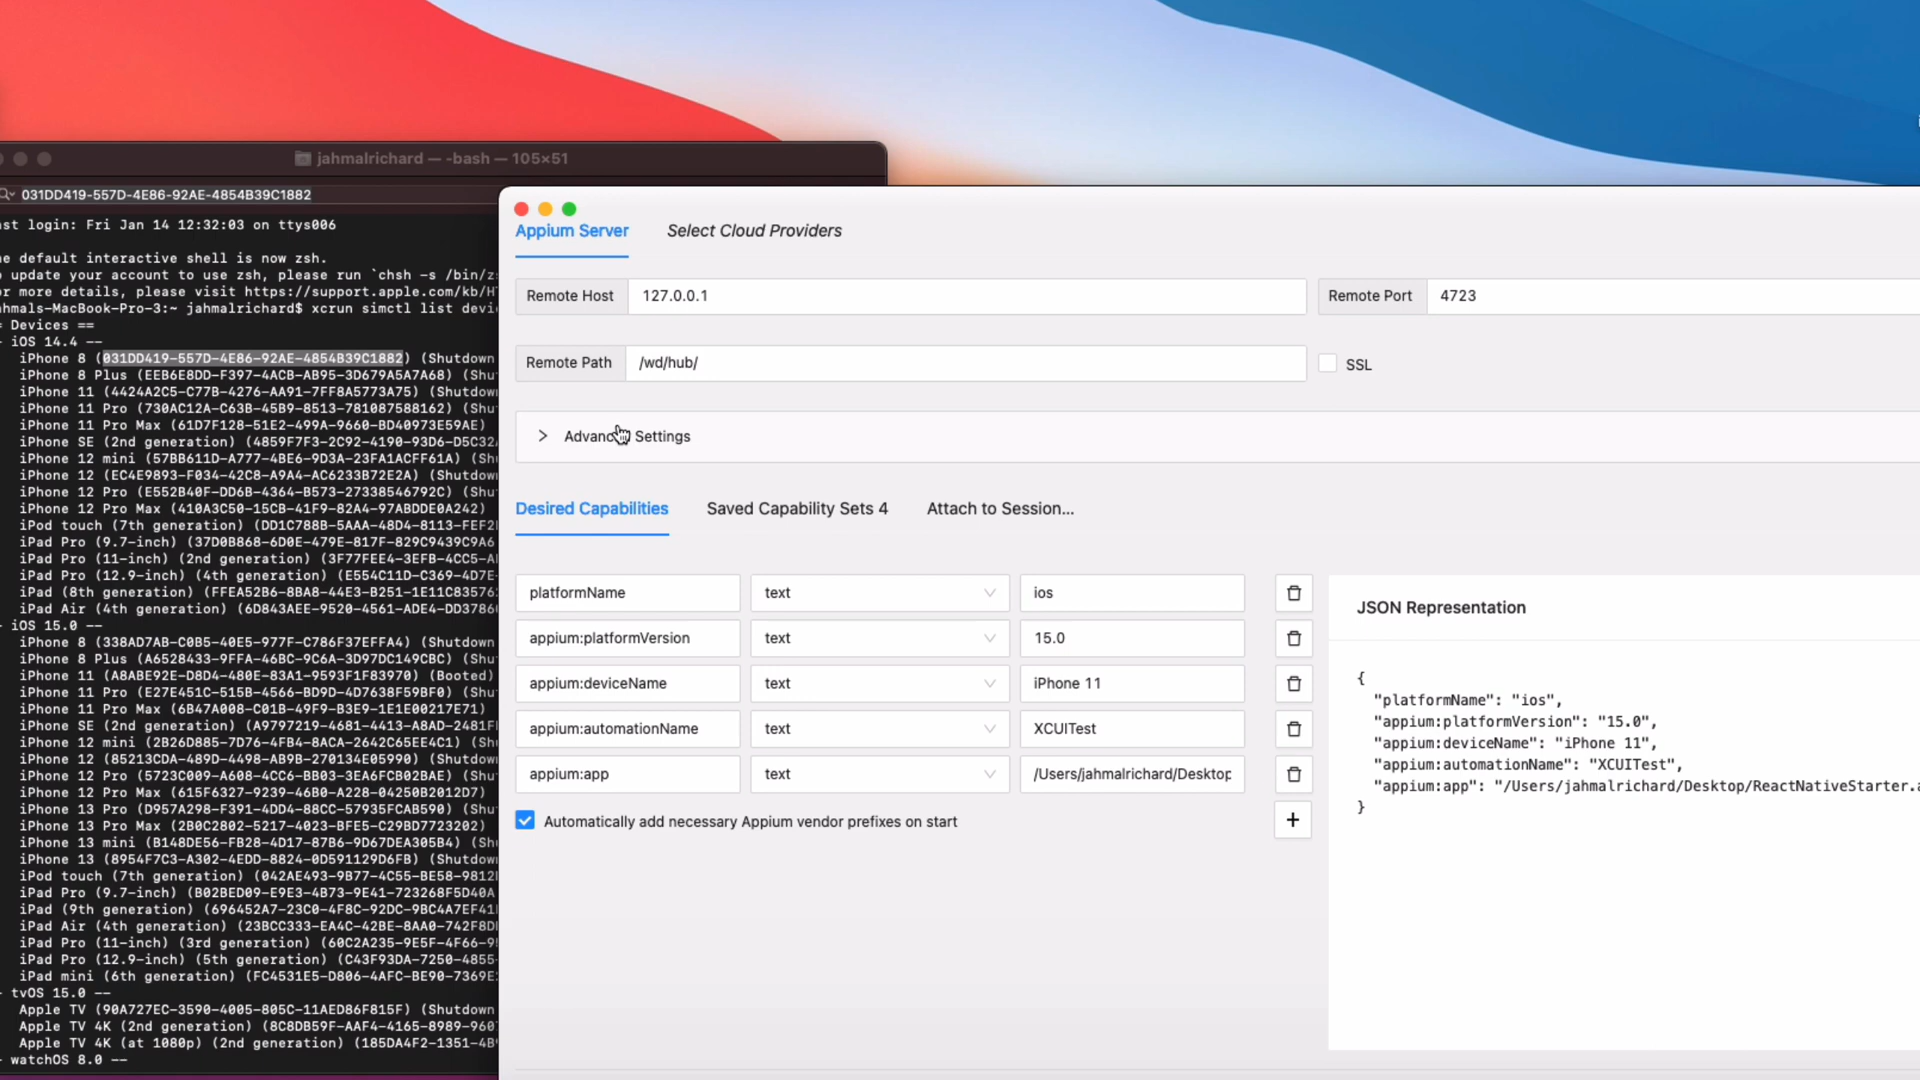 jahmalrichard — -bash — 105×51
031DD419-557D-4E86-92AE-4854B39C1882
login: Fri Jan 14 12:32:03 on ttys006
default interactive shell is now zsh.
update your account to use zsh, please run `chsh -s /bin/zs
more details, please visit https://support.apple.com/kb/H
hmals-MacBook-Pro-3:~ jahmalrichard$ xcrun simctl list devi
Devices ==
- iOS 14.4 --
iPhone 8 (031DD419-557D-4E86-92AE-4854B39C1882) (Shutdown
iPhone 8 Plus (EEB6E8DD-F397-4ACB-AB95-3D679A5A7A68) (Shu
iPhone 11 (4424A2C5-C77B-4276-AA91-7FF8A5773A75) (Shutdow
iPhone 11 Pro (730AC12A-C63B-45B9-8513-781087588162) (Shu
iPhone 11 Pro Max (61D7F128-51E2-499A-9660-BD40973E59AE)
iPhone SE (2nd generation) (4859F7F3-2C92-4190-93D6-D5C32
iPhone 12 mini (57BB611D-A777-4BE6-9D3A-23FA1ACFF61A) (Sh
iPhone 12 (EC4E9893-F034-42C8-A9A4-AC6233B72E2A) (Shutdow
iPhone 12 Pro (E552B40F-DD6B-4364-B573-27338546792C) (Shu
iPhone 12 Pro Max (410A3C50-15CB-41F9-82A4-97ABDDE0A242)
iPod touch (7th generation) (DD1C788B-5AAA-48D4-8113-FEF2
iPad Pro (9.7-inch) (37D0B868-6D0E-479E-817F-829C9439C9A6
iPad Pro (11-inch) (2nd generation) (3F77FEE4-3EFB-4CC5-A
iPad Pro (12.9-inch) (4th generation) (E554C11D-C369-4D7E
iPad (8th generation) (FFEA52B6-8BA8-44E3-B251-1E11C83576
iPad Air (4th generation) (6D843AEE-9520-4561-ADE4-DD3786
- iOS 15.0 --
iPhone 8 (338AD7AB-C0B5-40E5-977F-C786F37EFFA4) (Shutdown
iPhone 8 Plus (A6528433-9FFA-46BC-9C6A-3D97DC149CBC) (Shu
iPhone 11 (A8ABE92E-D8D4-480E-83A1-9593F1F83970) (Booted)
iPhone 11 Pro (E27E451C-515B-4566-BD9D-4D7638F59BF0) (Shu
iPhone 11 Pro Max (6B47A008-C01B-49F9-B3E9-1E1E00217E71)
iPhone SE (2nd generation) (A9797219-4681-4413-A8AD-2481F
iPhone 12 mini (2B26D885-7D76-4FB4-8ACA-2642C65EE4C1) (Sh
iPhone 12 (85213CDA-489D-4498-AB9B-270134E05990) (Shutdow
iPhone 12 Pro (5723C009-A608-4CC6-BB03-3EA6FCB02BAE) (Shu
iPhone 12 Pro Max (615F6327-9239-46B0-A228-04250B2012D7)
iPhone 13 Pro (D957A298-F391-4DD4-88CC-57935FCAB590) (Shu
iPhone 13 Pro Max (2B0C2802-5217-4023-BFE5-C29BD7723202)
iPhone 13 mini (B148DE56-FB28-4D17-87B6-9D67DEA305B4) (Sh
iPhone 13 (8954F7C3-A302-4EDD-8824-0D591129D6FB) (Shutdow
iPod touch (7th generation) (042AE493-9B77-4C55-BE58-9812
iPad Pro (9.7-inch) (B02BED09-E9E3-4B73-9E41-723268F5D40A
iPad (9th generation) (696452A7-23C0-4F8C-92DC-9BC4A7EF41
iPad Air (4th generation) (23BCC333-EA4C-42BE-8AA0-742F8D
iPad Pro (11-inch) (3rd generation) (60C2A235-9E5F-4F66-9
iPad Pro (12.9-inch) (5th generation) (C43F93DA-7250-4855
iPad mini (6th generation) (FC4531E5-D806-4AFC-BE90-7369E
- tvOS 15.0 --
Apple TV (90A727EC-3590-4005-805C-11AED86F815F) (Shutdown
Apple TV 4K (2nd generation) (8C8DB59F-AAF4-4165-8989-960
Apple TV 4K (at 1080p) (2nd generation) (185DA4F2-1351-4B
- watchOS 8.0 --
Appium Server Select Cloud Providers
Remote Host 127.0.0.1 Remote Port 4723
Remote Path /wd/hub/ SSL
Advanced Settings
Desired Capabilities Saved Capability Sets 4 Attach to Session...
platformName text ios
appium:platformVersion text 15.0
appium:deviceName text iPhone 11
appium:automationName text XCUITest
appium:app text /Users/jahmalrichard/Desktop
Automatically add necessary Appium vendor prefixes on start
+
JSON Representation
{
"platformName": "ios",
"appium:platformVersion": "15.0",
"appium:deviceName": "iPhone 11",
"appium:automationName": "XCUITest",
"appium:app": "/Users/jahmalrichard/Desktop/ReactNativeStarter.a
}